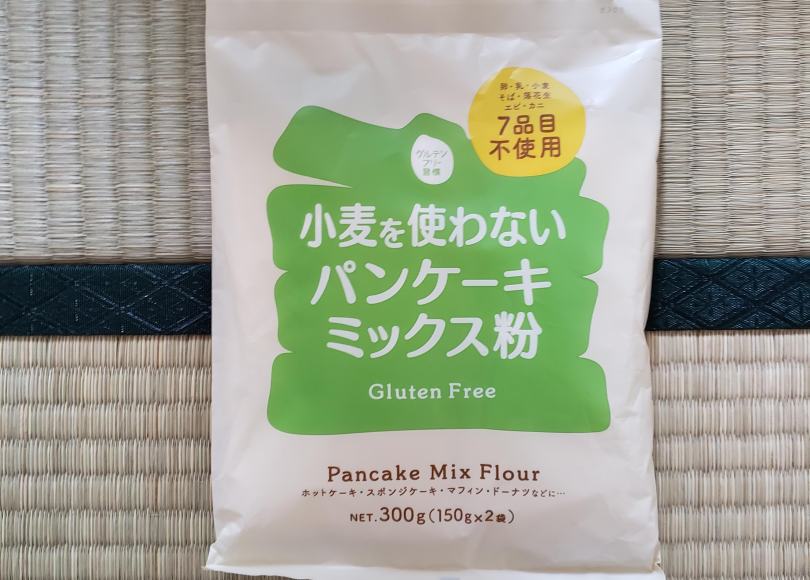 卵・乳・小麦
そば・落花生
エビ・カニ
7品目
不使用
グルテン
フリー
習慣
小麦を使わない
パンケーキ
ミックス粉
Gluten Free
Pancake Mix Flour
ホットケーキ・スポンジケーキ・マフィン・ドーナツなどに…
NET.300g(150g×2袋)